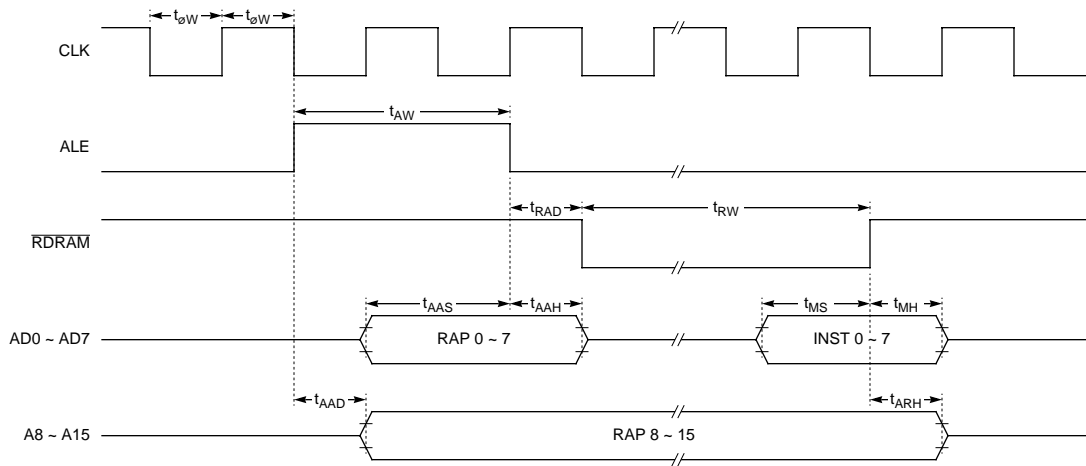 tøW tøW
CLK
tAW
ALE
tRAD tRW
RDRAM
tAAS tAAH tMS tMH
AD0 ~ AD7 RAP 0 ~ 7 INST 0 ~ 7
tAAD tARH
A8 ~ A15 RAP 8 ~ 15